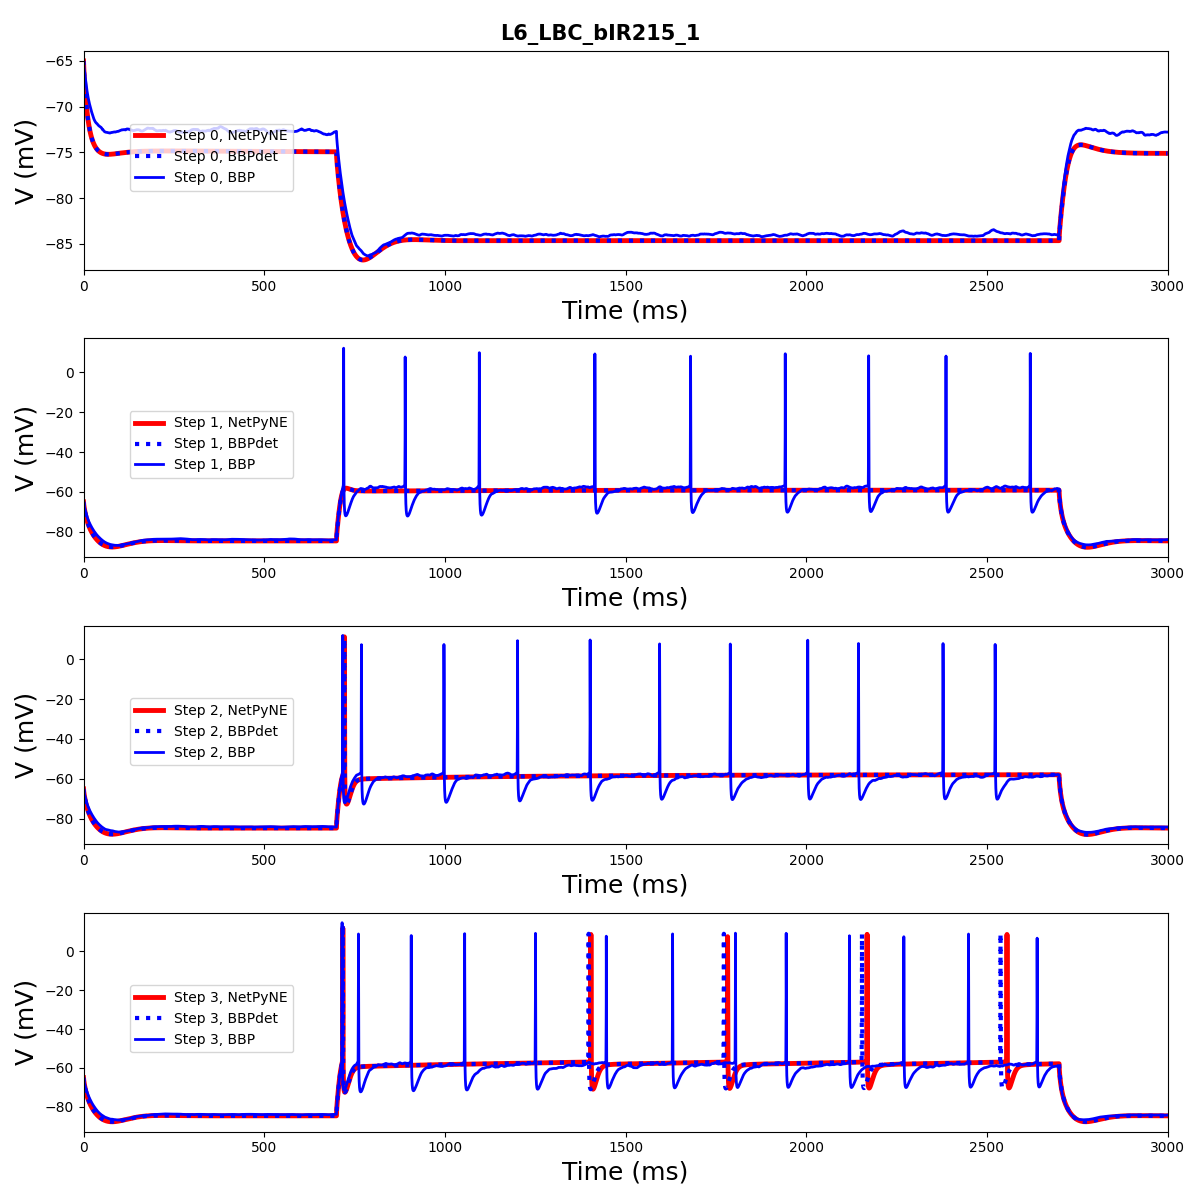 L6_LBC_bIR215_1
−65
−70
−75
−80
−85
V (mV)
Step 0, NetPyNE
Step 0, BBPdet
Step 0, BBP
0 500 1000 1500 2000 2500 3000
Time (ms)
0
−20
−40
−60
−80
V (mV)
Step 1, NetPyNE
Step 1, BBPdet
Step 1, BBP
0 500 1000 1500 2000 2500 3000
Time (ms)
0
−20
−40
−60
−80
V (mV)
Step 2, NetPyNE
Step 2, BBPdet
Step 2, BBP
0 500 1000 1500 2000 2500 3000
Time (ms)
0
−20
−40
−60
−80
V (mV)
Step 3, NetPyNE
Step 3, BBPdet
Step 3, BBP
0 500 1000 1500 2000 2500 3000
Time (ms)